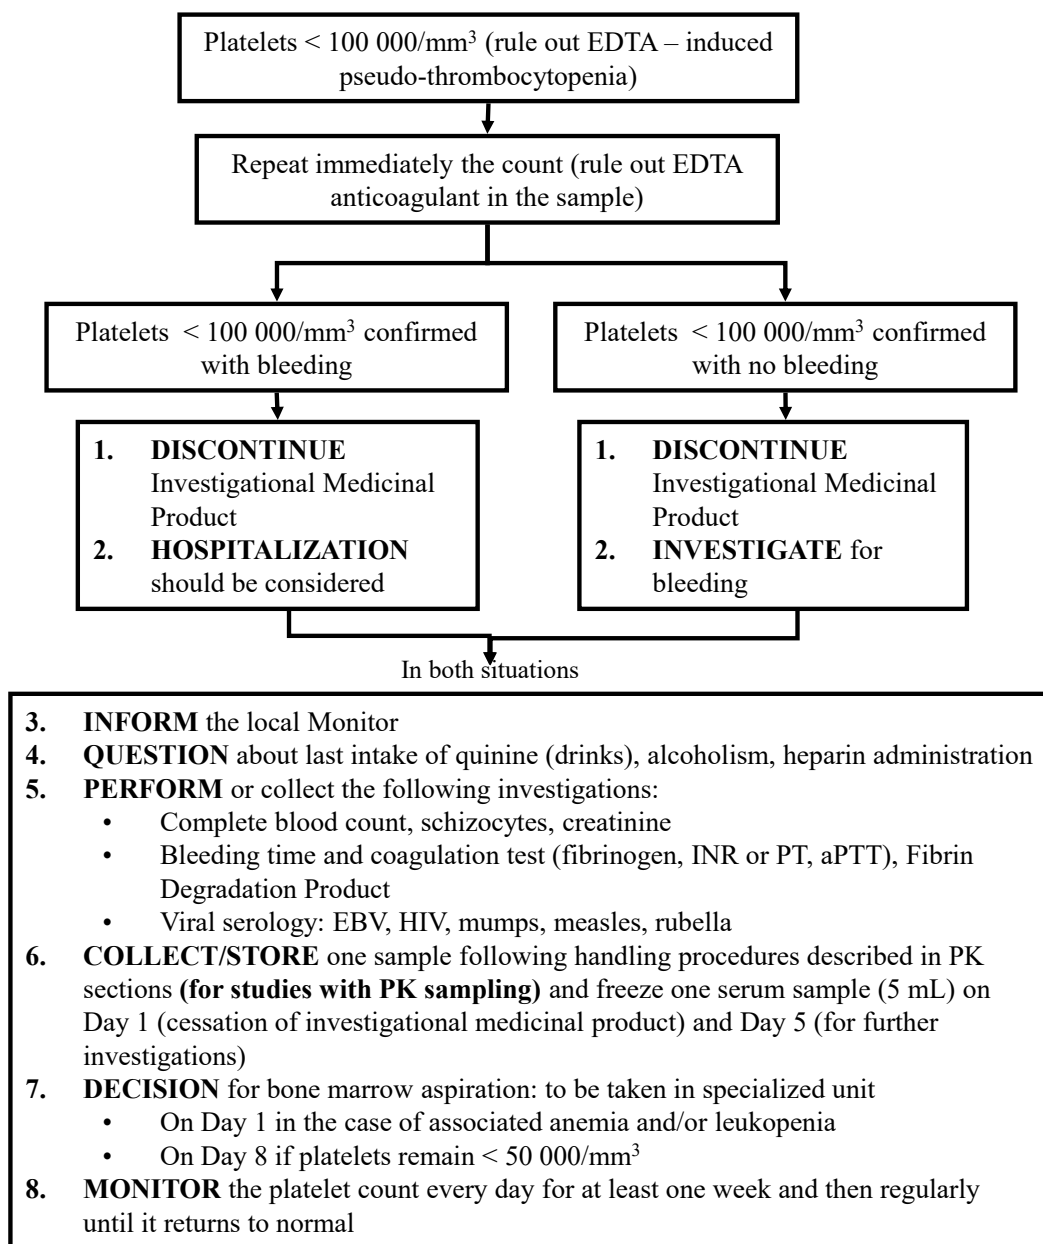 Platelets < 100 000/mm³ (rule out EDTA – induced
pseudo-thrombocytopenia)
Repeat immediately the count (rule out EDTA
anticoagulant in the sample)
Platelets < 100 000/mm³ confirmed
with bleeding
Platelets < 100 000/mm³ confirmed
with no bleeding
1. DISCONTINUE
Investigational Medicinal
Product
2. HOSPITALIZATION
should be considered
1. DISCONTINUE
Investigational Medicinal
Product
2. INVESTIGATE for
bleeding
In both situations
3. INFORM the local Monitor
4. QUESTION about last intake of quinine (drinks), alcoholism, heparin administration
5. PERFORM or collect the following investigations:
• Complete blood count, schizocytes, creatinine
• Bleeding time and coagulation test (fibrinogen, INR or PT, aPTT), Fibrin
Degradation Product
• Viral serology: EBV, HIV, mumps, measles, rubella
6. COLLECT/STORE one sample following handling procedures described in PK
sections (for studies with PK sampling) and freeze one serum sample (5 mL) on
Day 1 (cessation of investigational medicinal product) and Day 5 (for further
investigations)
7. DECISION for bone marrow aspiration: to be taken in specialized unit
• On Day 1 in the case of associated anemia and/or leukopenia
• On Day 8 if platelets remain < 50 000/mm³
8. MONITOR the platelet count every day for at least one week and then regularly
until it returns to normal